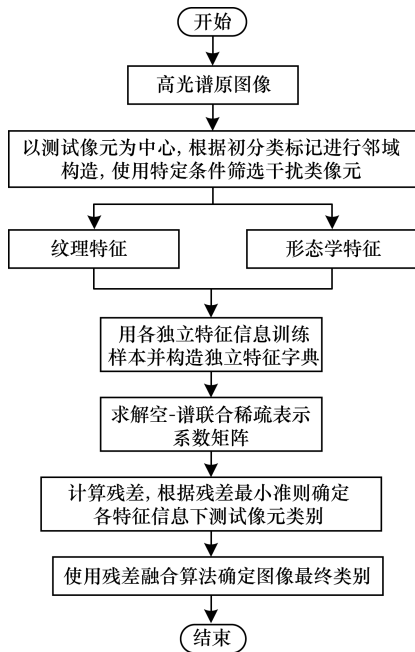 开始
高光谱原图像
以测试像元为中心, 根据初分类标记进行邻域
构造, 使用特定条件筛选干扰类像元
纹理特征
形态学特征
用各独立特征信息训练
样本并构造独立特征字典
求解空-谱联合稀疏表示
系数矩阵
计算残差, 根据残差最小准则确定
各特征信息下测试像元类别
使用残差融合算法确定图像最终类别
结束